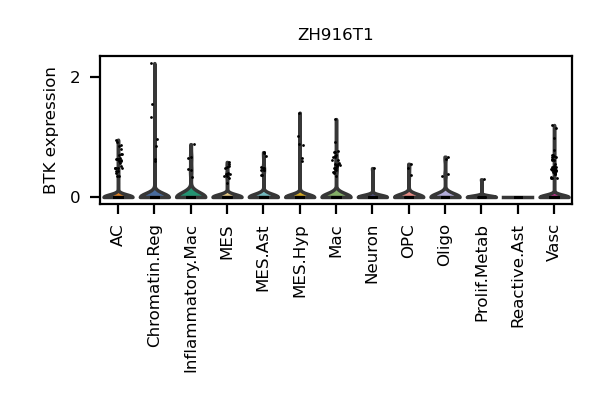 ZH916T1
BTK expression
2
0
AC
Chromatin.Reg
Inflammatory.Mac
MES
MES.Ast
MES.Hyp
Mac
Neuron
OPC
Oligo
Prolif.Metab
Reactive.Ast
Vasc